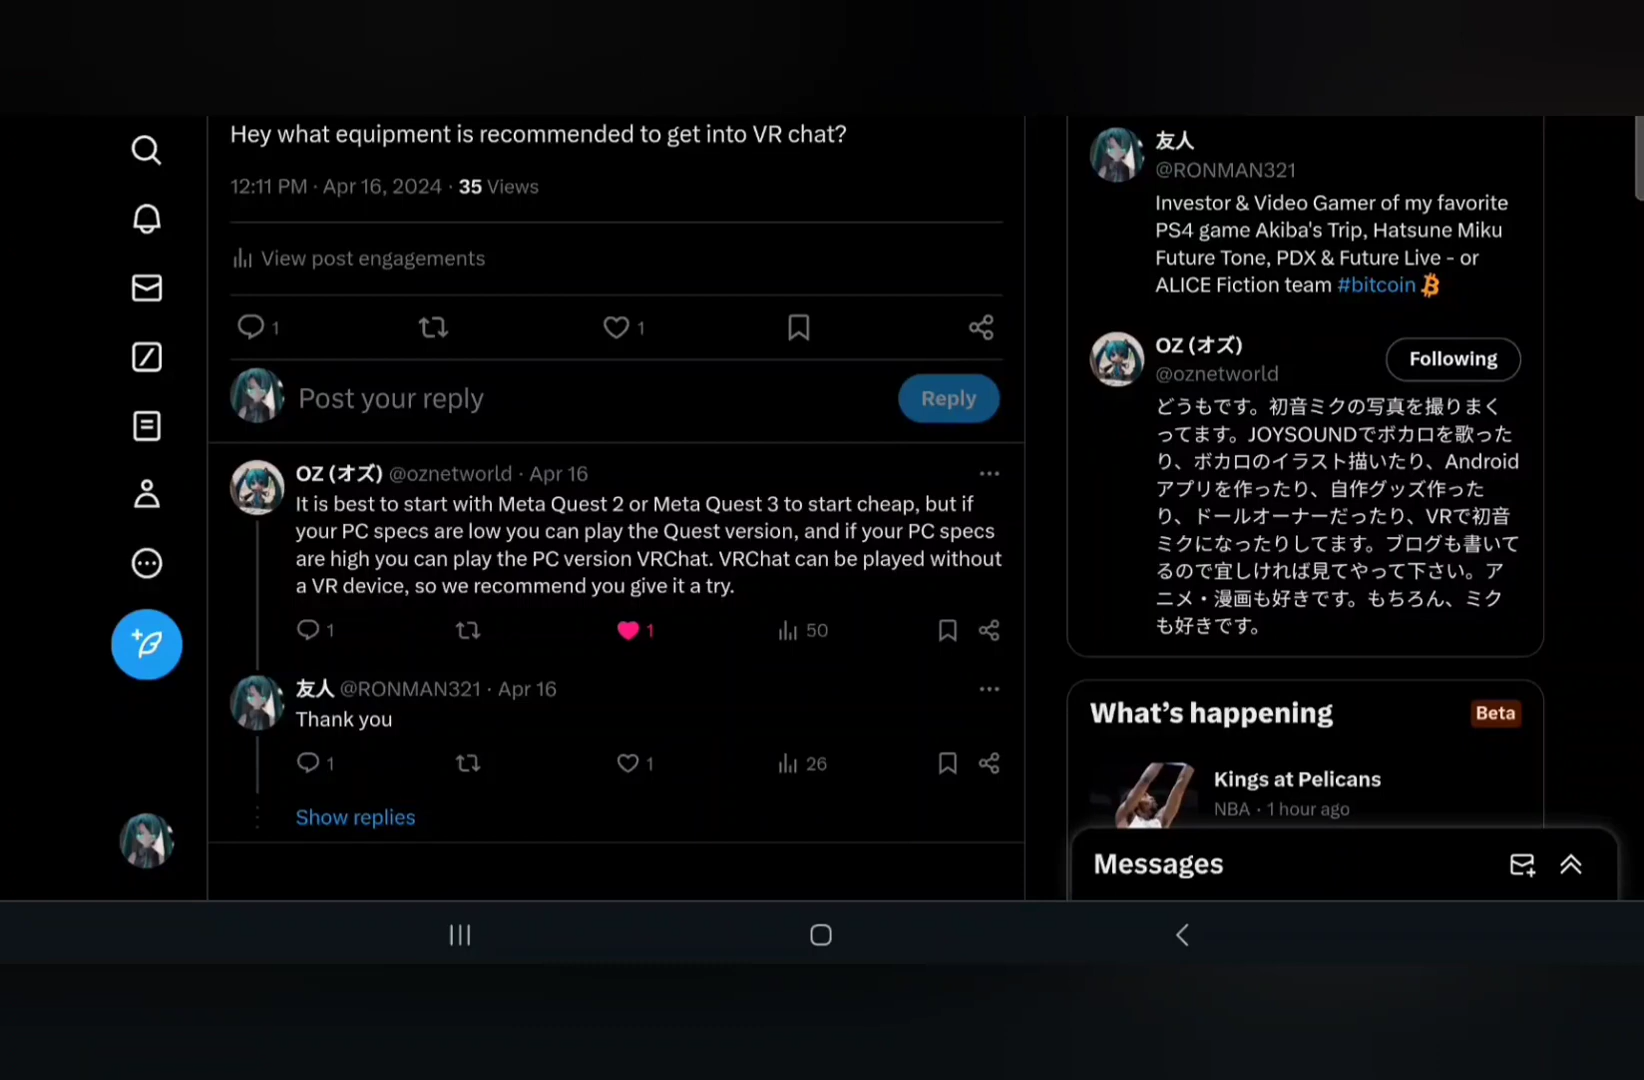 Hey what equipment is recommended to get into VR chat?
12:11 PM · Apr 16, 2024 · 35 Views
View post engagements
1
1
Post your reply
Reply
OZ (オズ) @oznetworld · Apr 16
It is best to start with Meta Quest 2 or Meta Quest 3 to start cheap, but if
your PC specs are low you can play the Quest version, and if your PC specs
are high you can play the PC version VRChat. VRChat can be played without
a VR device, so we recommend you give it a try.
1
1
50
友人 @RONMAN321 · Apr 16
Thank you
1
1
26
Show replies
友人
@RONMAN321
Investor & Video Gamer of my favorite
PS4 game Akiba's Trip, Hatsune Miku
Future Tone, PDX & Future Live - or
ALICE Fiction team #bitcoin
OZ (オズ)
@oznetworld
Following
どうもです。初音ミクの写真を撮りまく
ってます。JOYSOUNDでボカロを歌った
り、ボカロのイラスト描いたり、Android
アプリを作ったり、自作グッズ作った
り、ドールオーナーだったり、VRで初音
ミクになったりしてます。ブログも書いて
るので宜しければ見てやって下さい。ア
ニメ・漫画も好きです。もちろん、ミク
も好きです。
What's happening
Beta
Kings at Pelicans
NBA · 1 hour ago
Messages